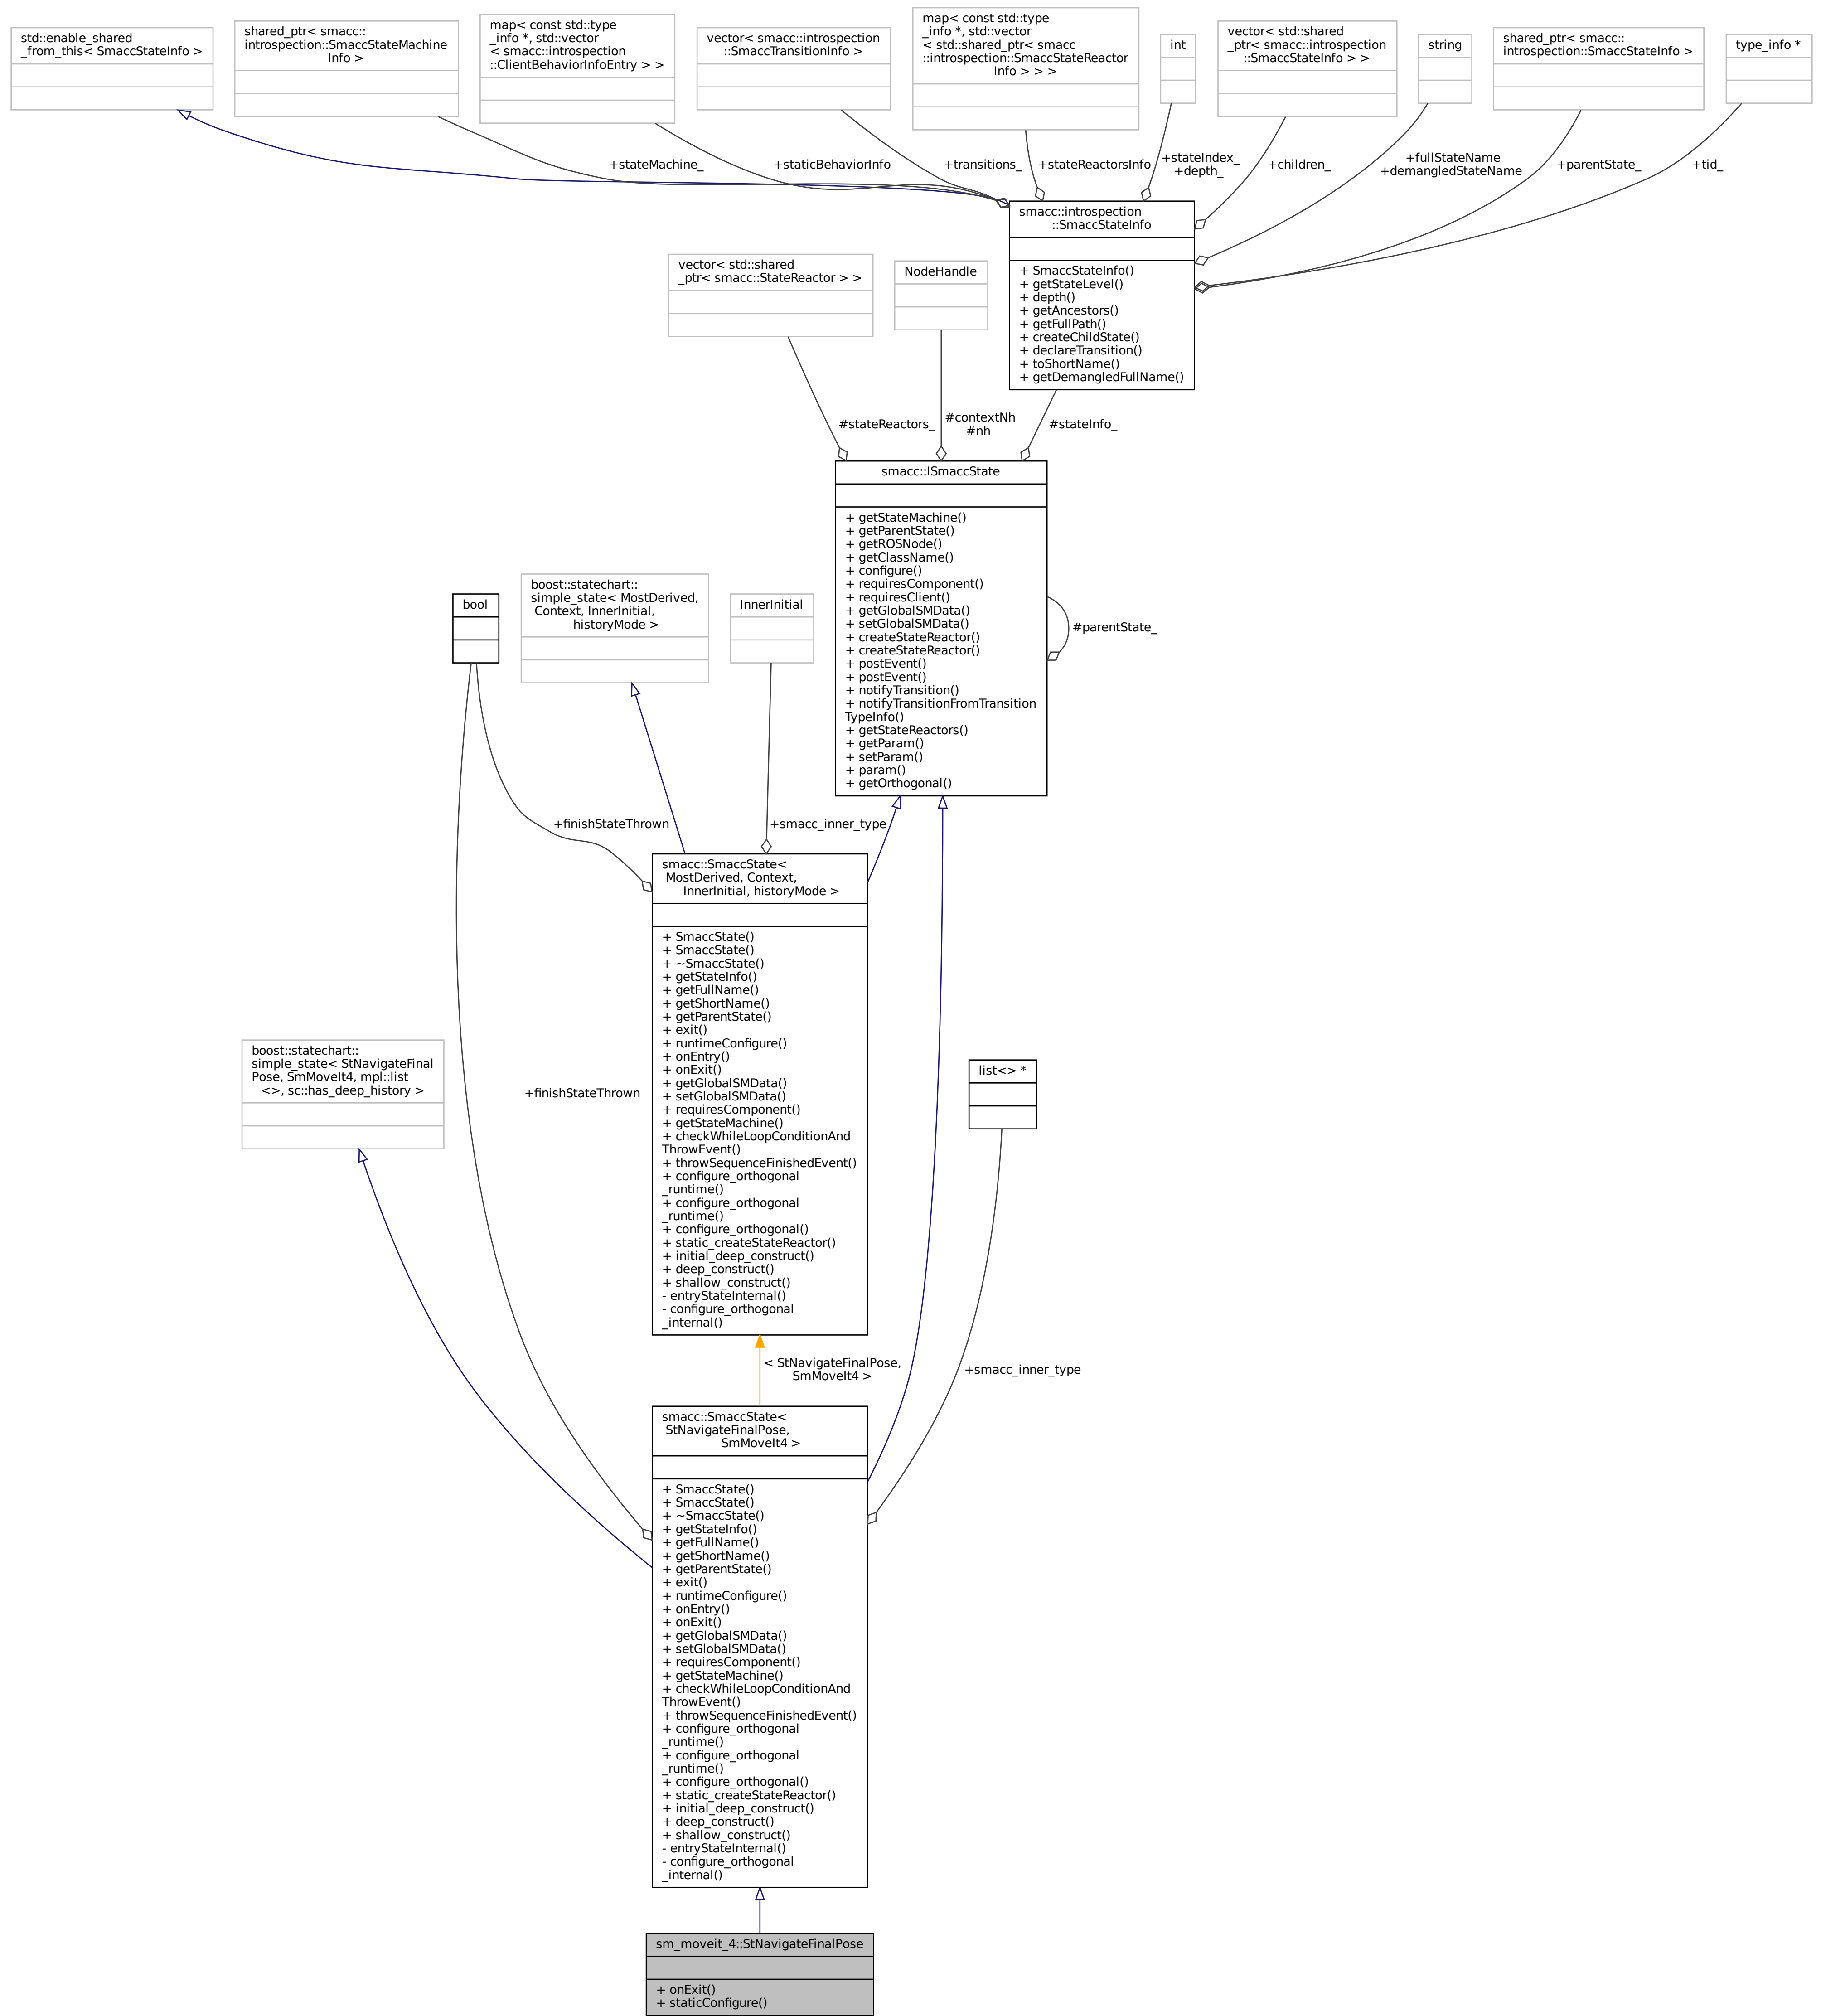 std::enable_shared
_from_this< SmaccStateInfo >
shared_ptr< smacc::
introspection::SmaccStateMachine
Info >
map< const std::type
_info *, std::vector
< smacc::introspection
::ClientBehaviorInfoEntry > >
vector< smacc::introspection
::SmaccTransitionInfo >
map< const std::type
_info *, std::vector
< std::shared_ptr< smacc
::introspection::SmaccStateReactor
Info > > >
int
vector< std::shared
_ptr< smacc::introspection
::SmaccStateInfo > >
string
shared_ptr< smacc::
introspection::SmaccStateInfo >
type_info *
+stateMachine_
+staticBehaviorInfo
+transitions_
+stateReactorsInfo
+stateIndex_
+depth_
+children_
+fullStateName
+demangledStateName
+parentState_
+tid_
smacc::introspection
::SmaccStateInfo
+ SmaccStateInfo()
+ getStateLevel()
+ depth()
+ getAncestors()
+ getFullPath()
+ createChildState()
+ declareTransition()
+ toShortName()
+ getDemangledFullName()
vector< std::shared
_ptr< smacc::StateReactor > >
NodeHandle
#stateReactors_
#contextNh
#nh
#stateInfo_
smacc::ISmaccState
+ getStateMachine()
+ getParentState()
+ getROSNode()
+ getClassName()
+ configure()
+ requiresComponent()
+ requiresClient()
+ getGlobalSMData()
+ setGlobalSMData()
+ createStateReactor()
+ createStateReactor()
+ postEvent()
+ postEvent()
+ notifyTransition()
+ notifyTransitionFromTransition
TypeInfo()
+ getStateReactors()
+ getParam()
+ setParam()
+ param()
+ getOrthogonal()
#parentState_
bool
boost::statechart::
simple_state< MostDerived,
Context, InnerInitial,
historyMode >
InnerInitial
+finishStateThrown
+smacc_inner_type
smacc::SmaccState<
MostDerived, Context,
InnerInitial, historyMode >
+ SmaccState()
+ SmaccState()
+ ~SmaccState()
+ getStateInfo()
+ getFullName()
+ getShortName()
+ getParentState()
+ exit()
+ runtimeConfigure()
+ onEntry()
+ onExit()
+ getGlobalSMData()
+ setGlobalSMData()
+ requiresComponent()
+ getStateMachine()
+ checkWhileLoopConditionAnd
ThrowEvent()
+ throwSequenceFinishedEvent()
+ configure_orthogonal
_runtime()
+ configure_orthogonal
_runtime()
+ configure_orthogonal()
+ static_createStateReactor()
+ initial_deep_construct()
+ deep_construct()
+ shallow_construct()
- entryStateInternal()
- configure_orthogonal
_internal()
boost::statechart::
simple_state< StNavigateFinal
Pose, SmMoveIt4, mpl::list
<>, sc::has_deep_history >
+finishStateThrown
list<> *
< StNavigateFinalPose,
SmMoveIt4 >
+smacc_inner_type
smacc::SmaccState<
StNavigateFinalPose,
SmMoveIt4 >
+ SmaccState()
+ SmaccState()
+ ~SmaccState()
+ getStateInfo()
+ getFullName()
+ getShortName()
+ getParentState()
+ exit()
+ runtimeConfigure()
+ onEntry()
+ onExit()
+ getGlobalSMData()
+ setGlobalSMData()
+ requiresComponent()
+ getStateMachine()
+ checkWhileLoopConditionAnd
ThrowEvent()
+ throwSequenceFinishedEvent()
+ configure_orthogonal
_runtime()
+ configure_orthogonal
_runtime()
+ configure_orthogonal()
+ static_createStateReactor()
+ initial_deep_construct()
+ deep_construct()
+ shallow_construct()
- entryStateInternal()
- configure_orthogonal
_internal()
sm_moveit_4::StNavigateFinalPose
+ onExit()
+ staticConfigure()